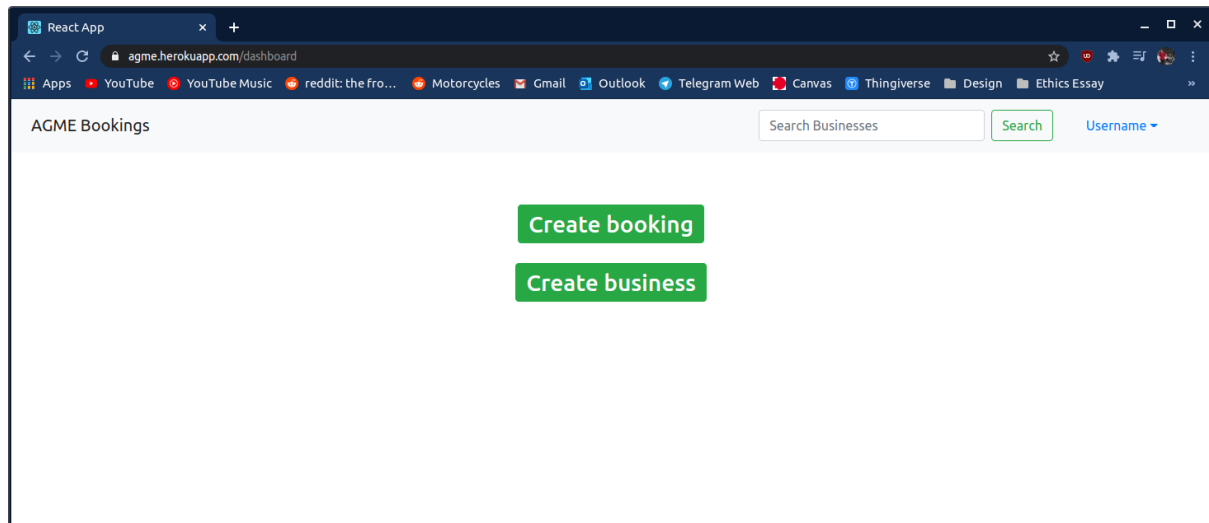 React App
agme.herokuapp.com/dashboard
Apps YouTube YouTube Music reddit: the fro... Motorcycles Gmail Outlook Telegram Web Canvas Thingiverse Design Ethics Essay »
AGME Bookings Search Businesses Search Username
Create booking
Create business